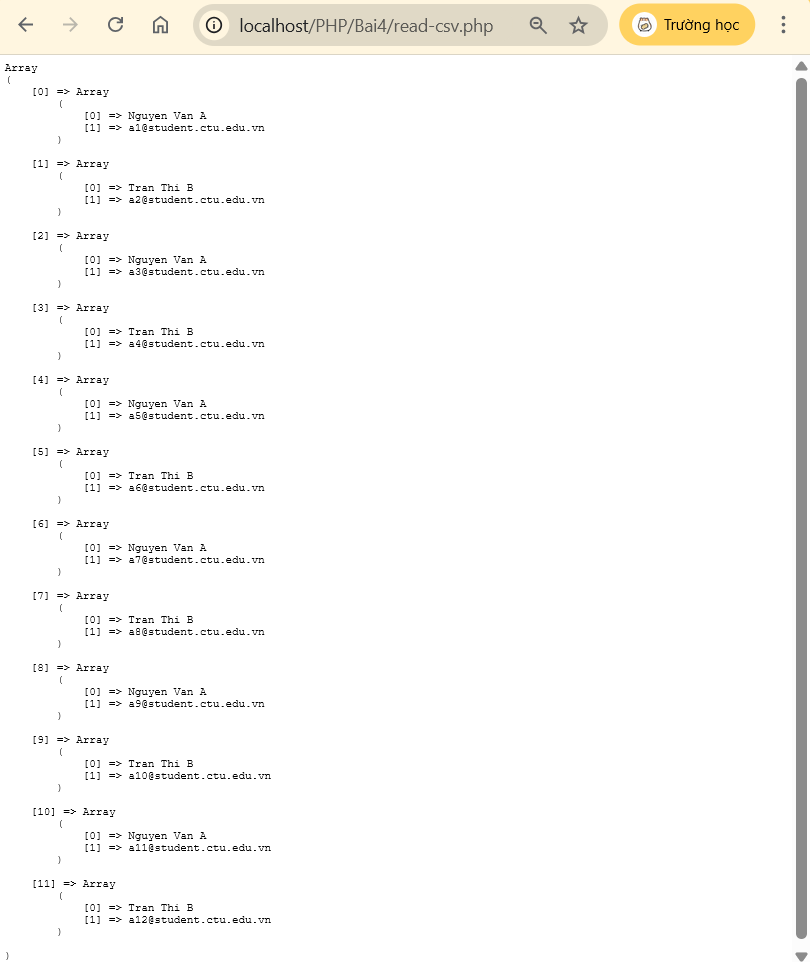 localhost/PHP/Bai4/read-csv.php
Trường học
Array
(
    [0] => Array
        (
            [0] => Nguyen Van A
            [1] => a1@student.ctu.edu.vn
        )

    [1] => Array
        (
            [0] => Tran Thi B
            [1] => a2@student.ctu.edu.vn
        )

    [2] => Array
        (
            [0] => Nguyen Van A
            [1] => a3@student.ctu.edu.vn
        )

    [3] => Array
        (
            [0] => Tran Thi B
            [1] => a4@student.ctu.edu.vn
        )

    [4] => Array
        (
            [0] => Nguyen Van A
            [1] => a5@student.ctu.edu.vn
        )

    [5] => Array
        (
            [0] => Tran Thi B
            [1] => a6@student.ctu.edu.vn
        )

    [6] => Array
        (
            [0] => Nguyen Van A
            [1] => a7@student.ctu.edu.vn
        )

    [7] => Array
        (
            [0] => Tran Thi B
            [1] => a8@student.ctu.edu.vn
        )

    [8] => Array
        (
            [0] => Nguyen Van A
            [1] => a9@student.ctu.edu.vn
        )

    [9] => Array
        (
            [0] => Tran Thi B
            [1] => a10@student.ctu.edu.vn
        )

    [10] => Array
        (
            [0] => Nguyen Van A
            [1] => a11@student.ctu.edu.vn
        )

    [11] => Array
        (
            [0] => Tran Thi B
            [1] => a12@student.ctu.edu.vn
        )

)